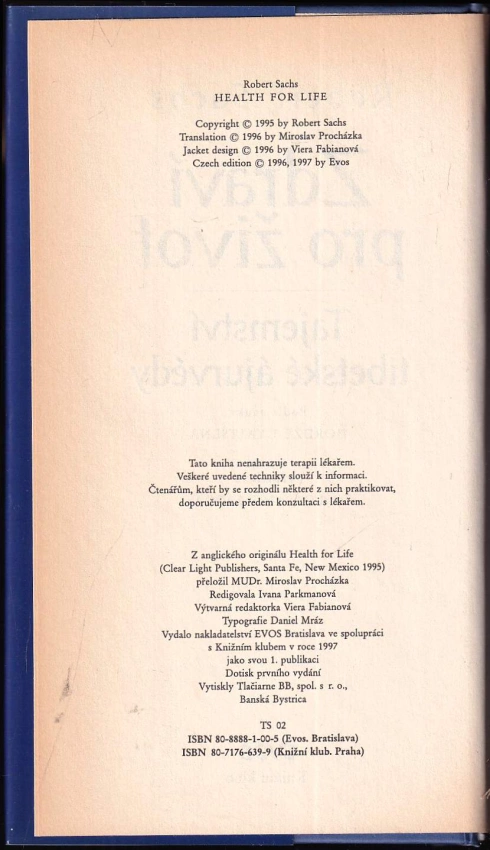 Robert Sachs
HEALTH FOR LIFE
Copyright © 1995 by Robert Sachs
Translation © 1996 by Miroslav Procházka
Jacket design © 1996 by Viera Fabianová
Czech edition © 1996, 1997 by Evos
Zdraví
pro život
Tajemství
tibetské ájurvédy
Tato kniha nenahrazuje terapii lékařem.
Veškeré uvedené techniky slouží k informaci.
Čtenářům, kteří by se rozhodli některé z nich praktikovat,
doporučujeme předem konzultaci s lékařem.
Z anglického originálu Health for Life
(Clear Light Publishers, Santa Fe, New Mexico 1995)
přeložil MUDr. Miroslav Procházka
Redigovala Ivana Parkmanová
Výtvarná redaktorka Viera Fabianová
Typografie Daniel Mráz
Vydalo nakladatelství EVOS Bratislava ve spolupráci
s Knižním klubem v roce 1997
jako svou 1. publikaci
Dotisk prvního vydání
Vytiskly Tlačiarne BB, spol. s r. o.,
Banská Bystrica
TS 02
ISBN 80-8888-1-00-5 (Evos. Bratislava)
ISBN 80-7176-639-9 (Knižní klub. Praha)